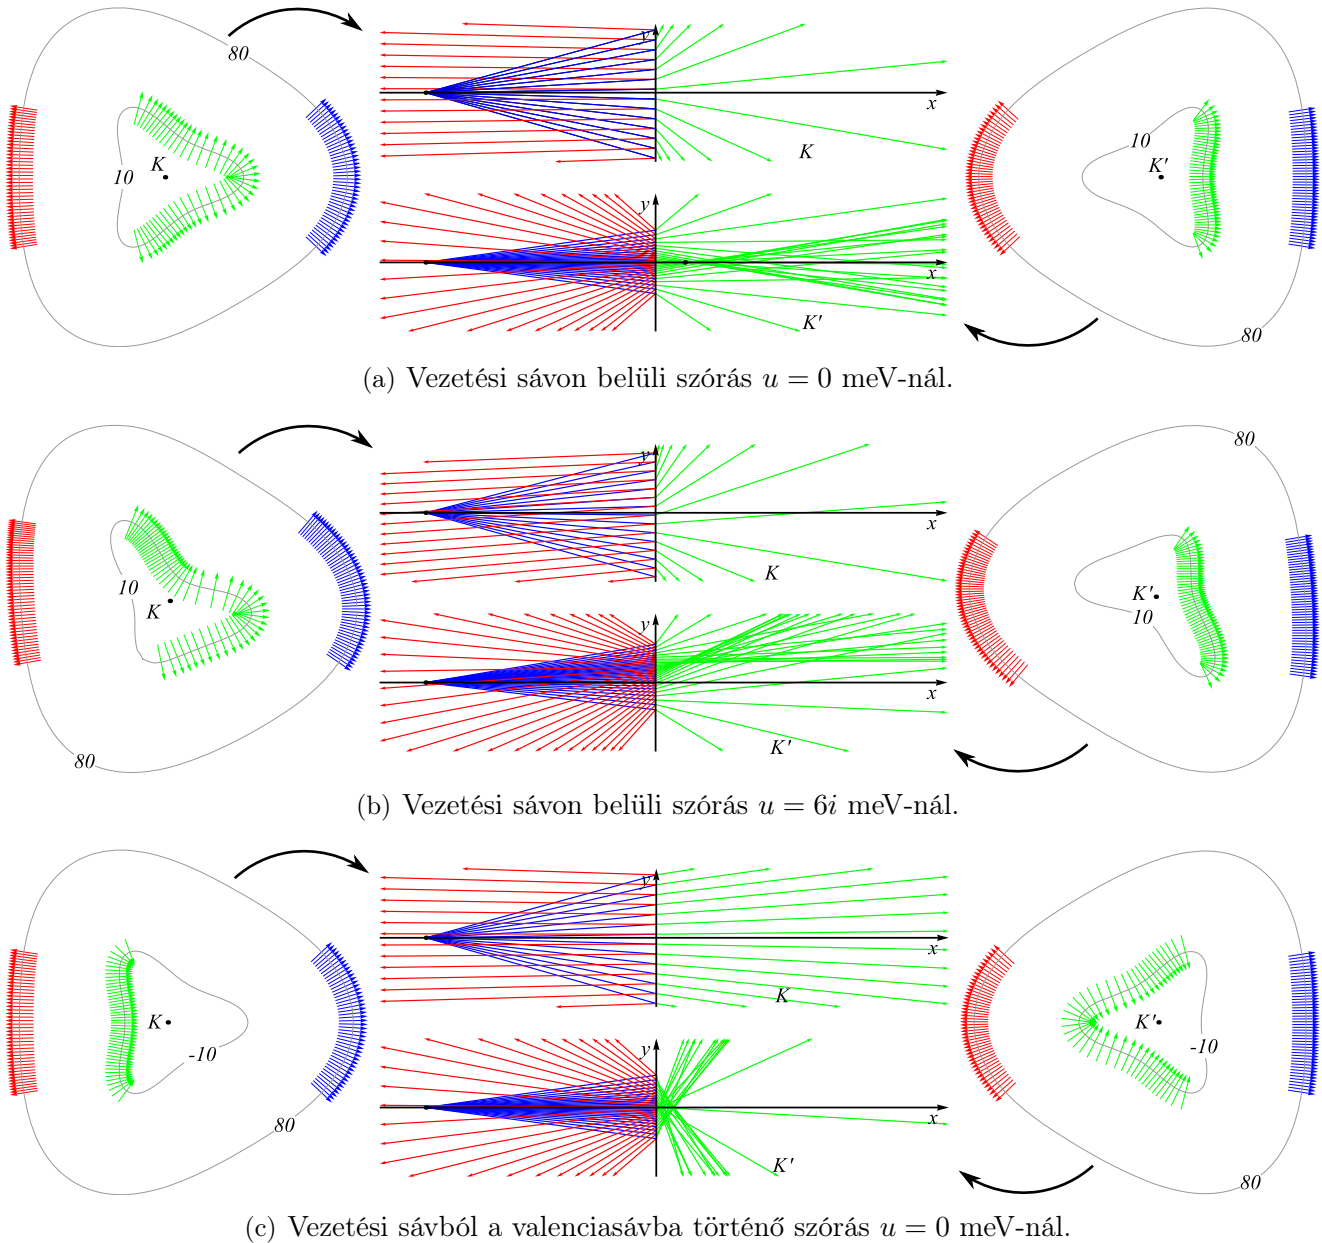 80
K
10
y
x
K
y
x
K'
10
K'
80
(a) Vezetési sávon belüli szórás u = 0 meV-nál.
10
K
80
y
x
K
y
x
K'
80
K'
10
(b) Vezetési sávon belüli szórás u = 6i meV-nál.
K
-10
80
y
x
K
y
x
K'
K'
-10
80
(c) Vezetési sávból a valenciasávba történő szórás u = 0 meV-nál.